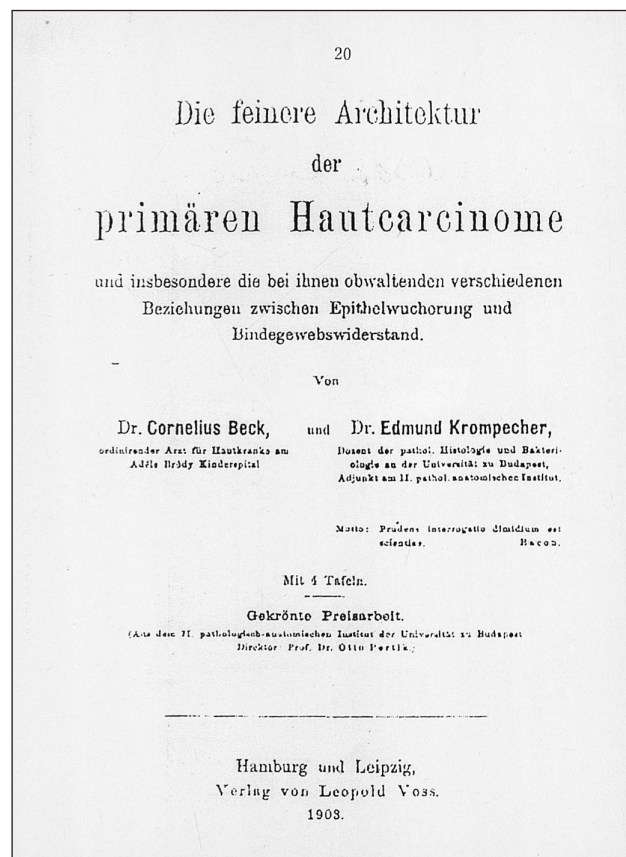 20
Die feinere Architektur
der
primären Hautcarcinome
und insbesondere die bei ihnen obwaltenden verschiedenen
Beziehungen zwischen Epithelwucherung und
Bindegewebswiderstand.
Von
Dr. Cornelius Beck,
ordinirender Arzt für Hautkranke am
Adèle Bródy Kinderspital
und
Dr. Edmund Krompecher,
Dozent der pathol. Histologie und Bakteri-
ologie an der Universität zu Budapest,
Adjunkt am II. pathol. anatomischen Institut.
Motto: Prudens interrogatio dimidium est
scientiae. Bacon.
Mit 4 Tafeln.
Gekrönte Preisarbeit.
(Aus dem II. pathologisch-anatomischen Institut der Universität zu Budapest
Direktor: Prof. Dr. Otto Pertik.)
Hamburg und Leipzig,
Verlag von Leopold Voss.
1903.